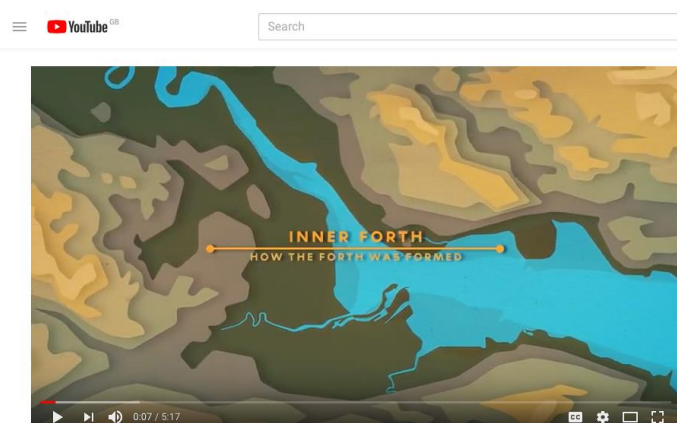 YouTube GB
Search
INNER FORTH
HOW THE FORTH WAS FORMED
0:07 / 5:17
CC